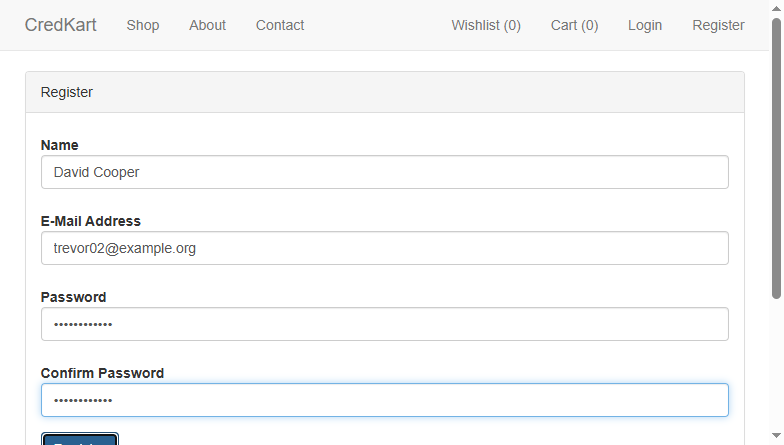 CredKart Shop About Contact Wishlist (0) Cart (0) Login Register
Register
Name
David Cooper
E-Mail Address
trevor02@example.org
Password
••••••••••••
Confirm Password
••••••••••••